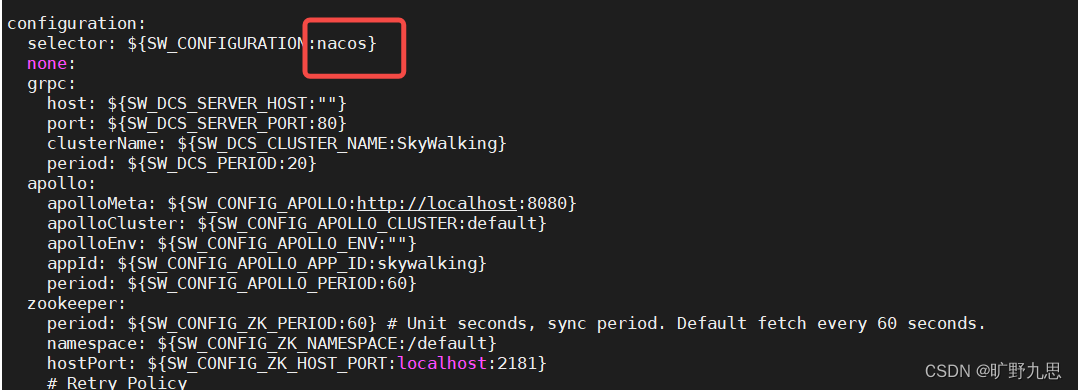 configuration:
  selector: ${SW_CONFIGURATION:nacos}
  none:
  grpc:
    host: ${SW_DCS_SERVER_HOST:""}
    port: ${SW_DCS_SERVER_PORT:80}
    clusterName: ${SW_DCS_CLUSTER_NAME:SkyWalking}
    period: ${SW_DCS_PERIOD:20}
  apollo:
    apolloMeta: ${SW_CONFIG_APOLLO:http://localhost:8080}
    apolloCluster: ${SW_CONFIG_APOLLO_CLUSTER:default}
    apolloEnv: ${SW_CONFIG_APOLLO_ENV:""}
    appId: ${SW_CONFIG_APOLLO_APP_ID:skywalking}
    period: ${SW_CONFIG_APOLLO_PERIOD:60}
  zookeeper:
    period: ${SW_CONFIG_ZK_PERIOD:60} # Unit seconds, sync period. Default fetch every 60 seconds.
    namespace: ${SW_CONFIG_ZK_NAMESPACE:/default}
    hostPort: ${SW_CONFIG_ZK_HOST_PORT:localhost:2181}
    # Retry Policy
CSDN @旷野九思